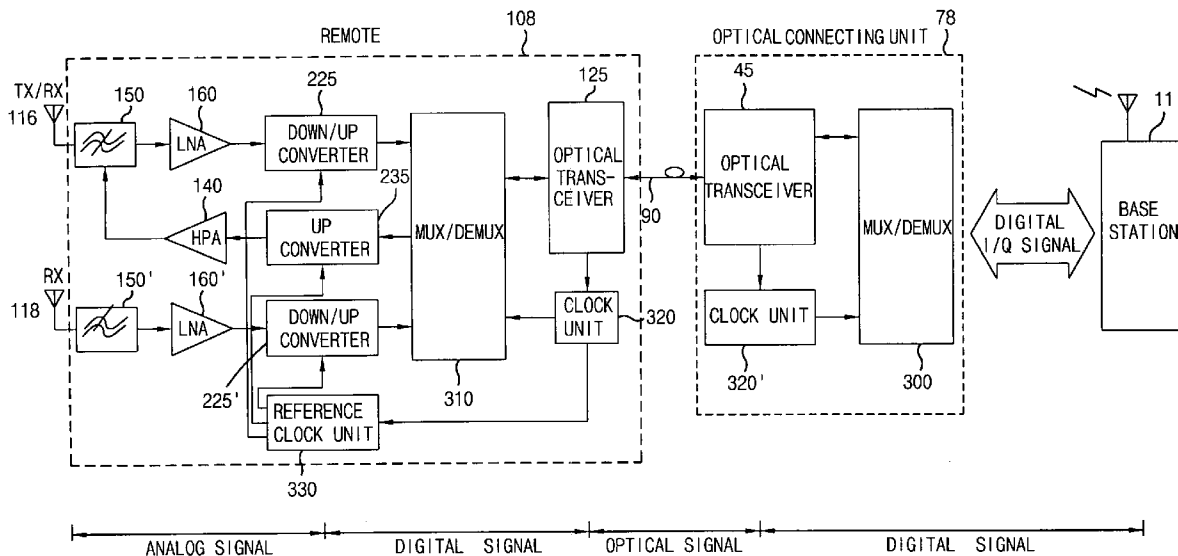 REMOTE
108
OPTICAL CONNECTING UNIT
78
TX/RX
116
150
160
225
125
45
11
LNA
DOWN/UP
CONVERTER
OPTICAL
TRANS-
CEIVER
OPTICAL
TRANSCEIVER
140
235
HPA
UP
CONVERTER
MUX/DEMUX
90
MUX/DEMUX
DIGITAL
I/Q SIGNAL
BASE
STATION
RX
118
150'
160'
LNA
DOWN/UP
CONVERTER
CLOCK
UNIT
320
CLOCK UNIT
225'
310
320'
300
REFERENCE
CLOCK UNIT
330
ANALOG SIGNAL
DIGITAL SIGNAL
OPTICAL SIGNAL
DIGITAL SIGNAL